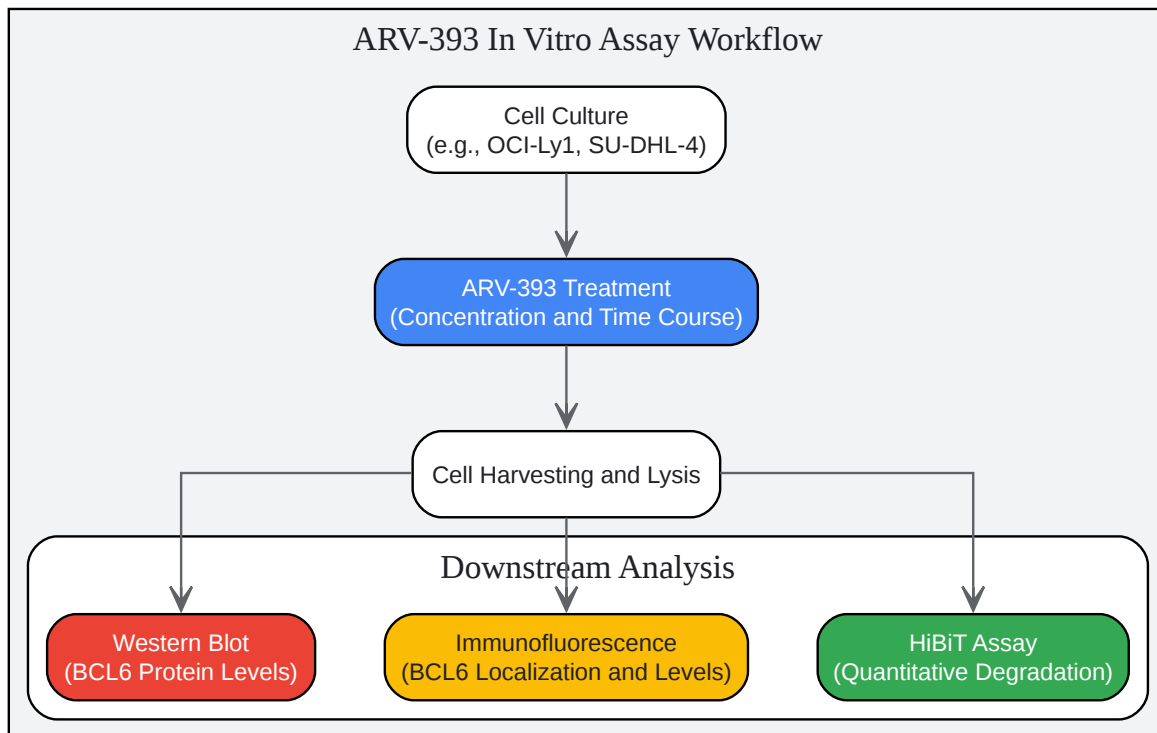 ARV-393 In Vitro Assay Workflow
Cell Culture
(e.g., OCI-Ly1, SU-DHL-4)
ARV-393 Treatment
(Concentration and Time Course)
Cell Harvesting and Lysis
Downstream Analysis
Western Blot
(BCL6 Protein Levels)
Immunofluorescence
(BCL6 Localization and Levels)
HiBiT Assay
(Quantitative Degradation)